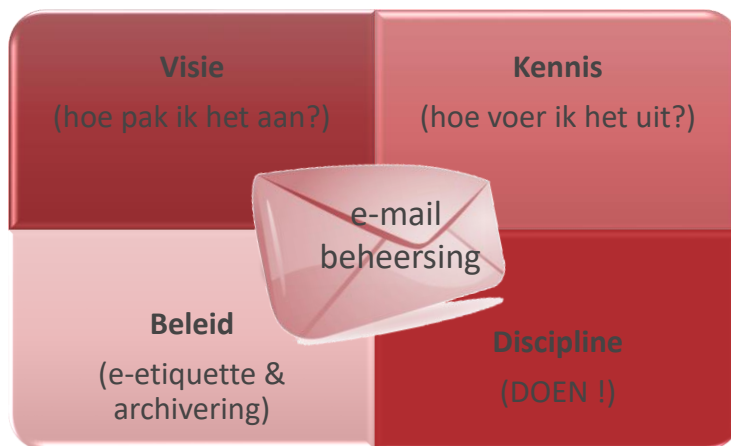 Visie
(hoe pak ik het aan?)
Kennis
(hoe voer ik het uit?)
e-mail
beheersing
Beleid
(e-etiquette &
archivering)
Discipline
(DOEN !)